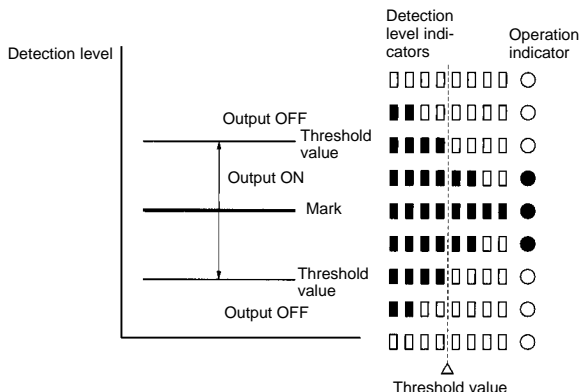 Detection
level indi-
cators
Operation
indicator
Detection level
Output OFF
Threshold
value
Output ON
Mark
Threshold
value
Output OFF
Threshold value